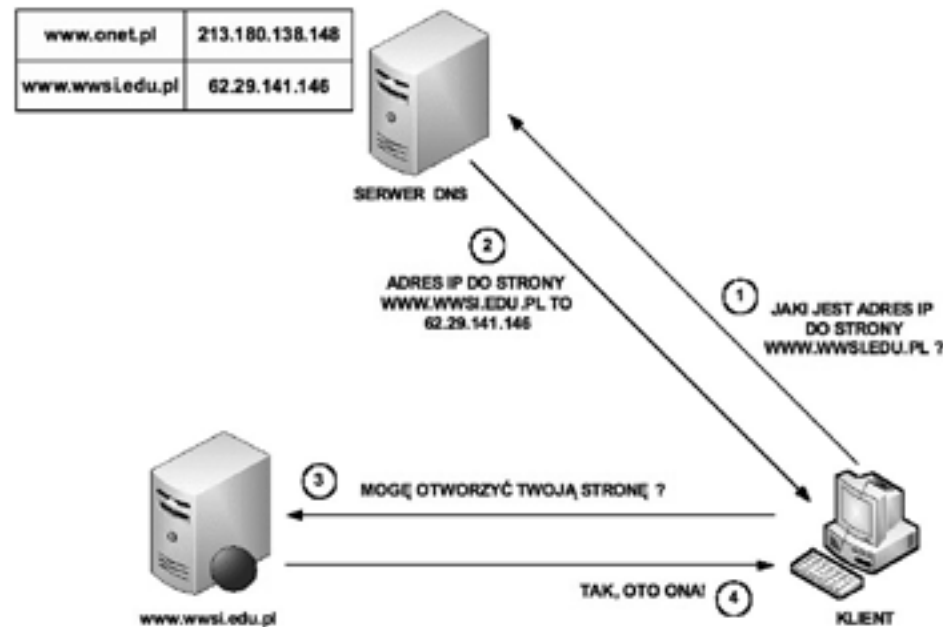 www.onet.pl 213.180.138.148
www.wwsi.edu.pl 62.29.141.146
SERWER DNS
2
ADRES IP DO STRONY
WWW.WWSI.EDU.PL TO
62.29.141.146
1
JAKI JEST ADRES IP
DO STRONY
WWW.WWSI.EDU.PL ?
3
MOGĘ OTWORZYĆ TWOJĄ STRONĘ ?
TAK, OTO ONA!
4
www.wwsi.edu.pl
KLIENT